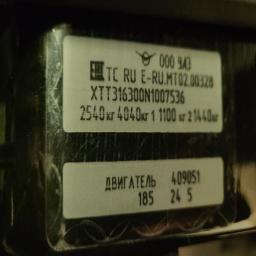 ООО УАЗ
ЕАС ТС RU E-RU.MT02.00328
XTT316300N1007536
2540кг 4040кг 1 1100 кг 2 1440кг
ДВИГАТЕЛЬ 409051
185 24 5